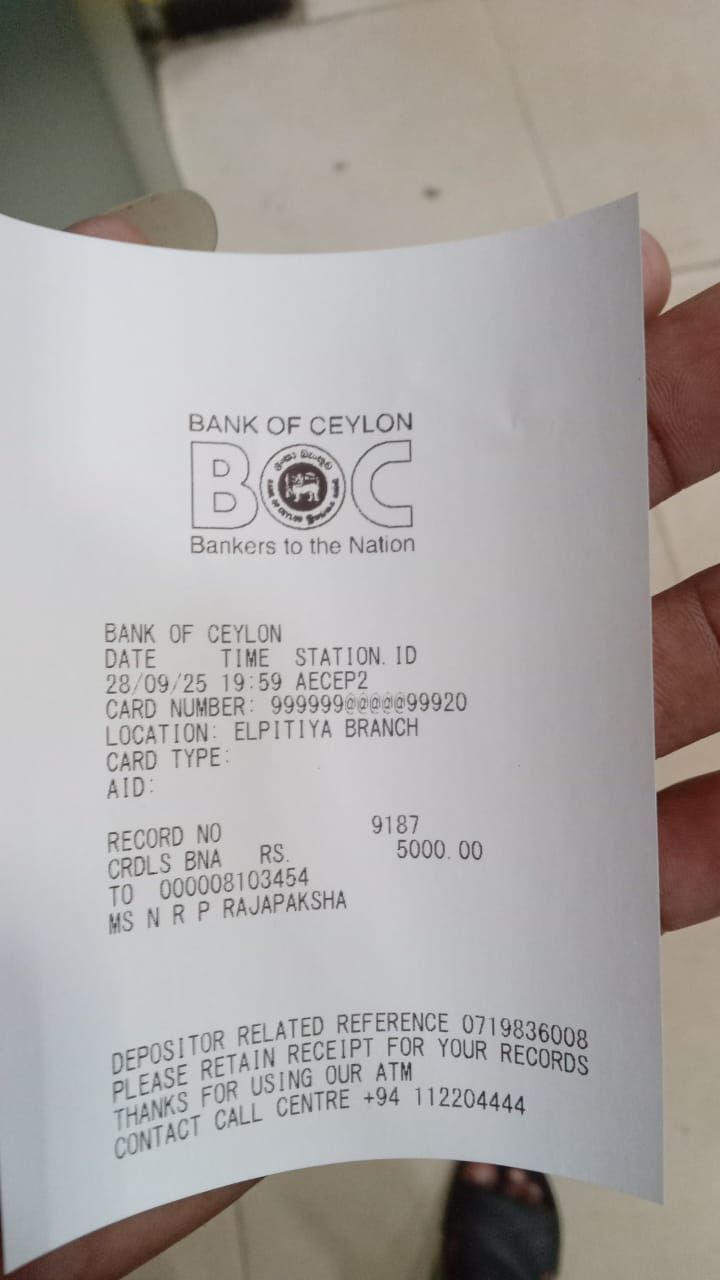 BANK OF CEYLON
BOC
Bankers to the Nation
BANK OF CEYLON
DATE TIME STATION.ID
28/09/25 19:59 AECEP2
CARD NUMBER: 999999@@@@@99920
LOCATION: ELPITIYA BRANCH
CARD TYPE:
AID:
RECORD NO 9187
CRDLS BNA RS. 5000.00
TO 000008103454
MS N R P RAJAPAKSHA
DEPOSITOR RELATED REFERENCE 0719836008
PLEASE RETAIN RECEIPT FOR YOUR RECORDS
THANKS FOR USING OUR ATM
CONTACT CALL CENTRE +94 112204444